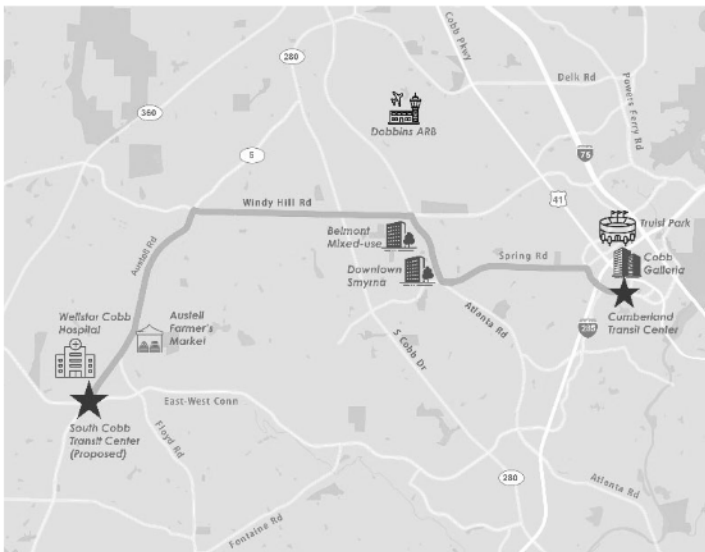 280
Cobb Pkwy
Delk Rd
Powers Ferry Rd
360
Dobbins ARB
5
75
Windy Hill Rd
41
Truist Park
Belmont
Mixed-use
Austell Rd
Spring Rd
Cobb
Galleria
Downtown
Smyrna
Wellstar Cobb
Hospital
Austell
Farmer's
Market
Atlanta Rd
Cumberland
Transit Center
285
S Cobb Dr
East-West Conn
South Cobb
Transit Center
(Proposed)
Floyd Rd
280
Atlanta Rd
Fontaine Rd